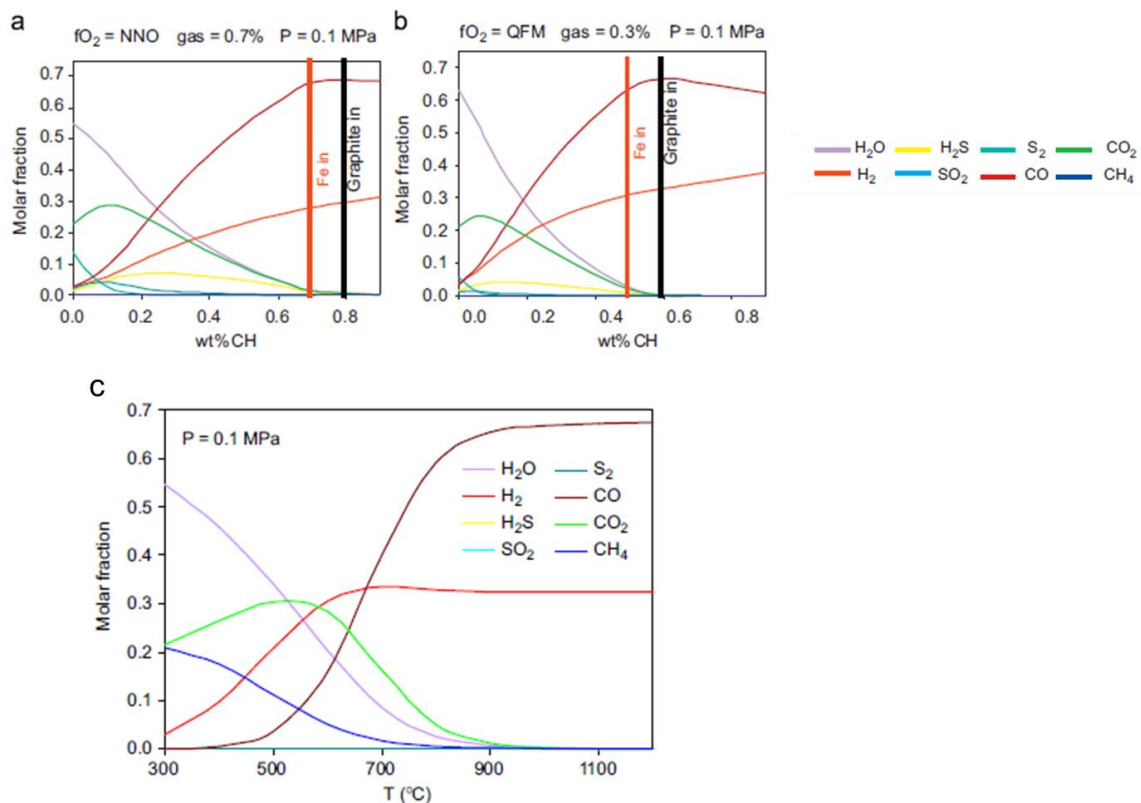 a
fO₂ = NNO gas = 0.7% P = 0.1 MPa
0.7
0.6
0.5
0.4
0.3
0.2
0.1
0.0
Molar fraction
Fe in
Graphite in
0.0 0.2 0.4 0.6 0.8
wt% CH
b
fO₂ = QFM gas = 0.3% P = 0.1 MPa
0.7
0.6
0.5
0.4
0.3
0.2
0.1
0.0
Molar fraction
Fe in
Graphite in
0.0 0.2 0.4 0.6 0.8
wt% CH
H₂O H₂S S₂ CO₂
H₂ SO₂ CO CH₄
c
P = 0.1 MPa
0.7
0.6
0.5
0.4
0.3
0.2
0.1
0.0
Molar fraction
H₂O S₂
H₂ CO
H₂S CO₂
SO₂ CH₄
300 500 700 900 1100
T (°C)